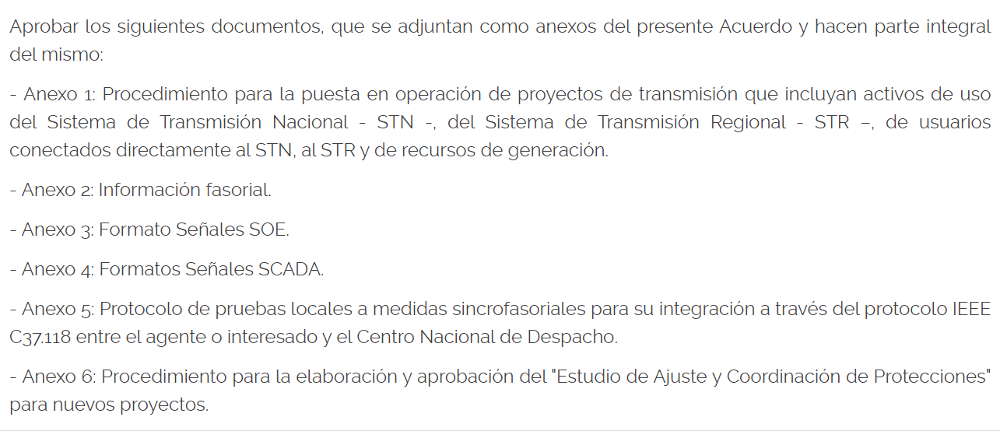 Aprobar los siguientes documentos, que se adjuntan como anexos del presente Acuerdo y hacen parte integral
del mismo:
- Anexo 1: Procedimiento para la puesta en operación de proyectos de transmisión que incluyan activos de uso
del Sistema de Transmisión Nacional - STN -, del Sistema de Transmisión Regional - STR –, de usuarios
conectados directamente al STN, al STR y de recursos de generación.
- Anexo 2: Información fasorial.
- Anexo 3: Formato Señales SOE.
- Anexo 4: Formatos Señales SCADA.
- Anexo 5: Protocolo de pruebas locales a medidas sincrofasoriales para su integración a través del protocolo IEEE
C37.118 entre el agente o interesado y el Centro Nacional de Despacho.
- Anexo 6: Procedimiento para la elaboración y aprobación del "Estudio de Ajuste y Coordinación de Protecciones"
para nuevos proyectos.